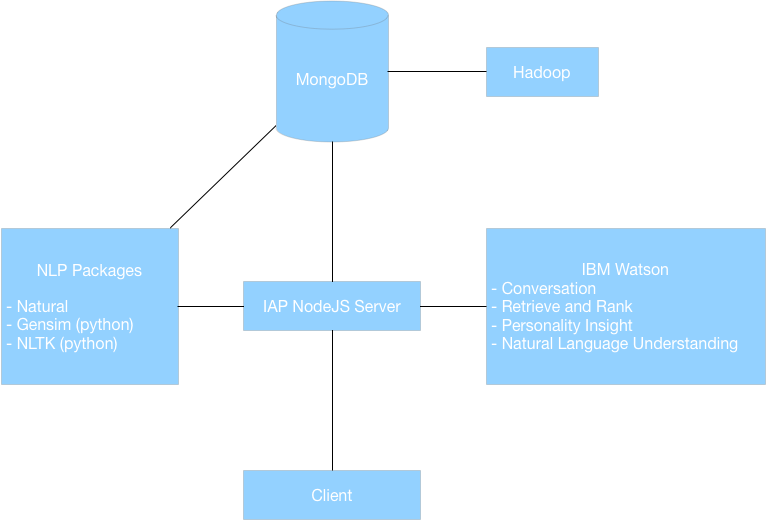 MongoDB
Hadoop
NLP Packages
- Natural
- Gensim (python)
- NLTK (python)
IAP NodeJS Server
IBM Watson
- Conversation
- Retrieve and Rank
- Personality Insight
- Natural Language Understanding
Client